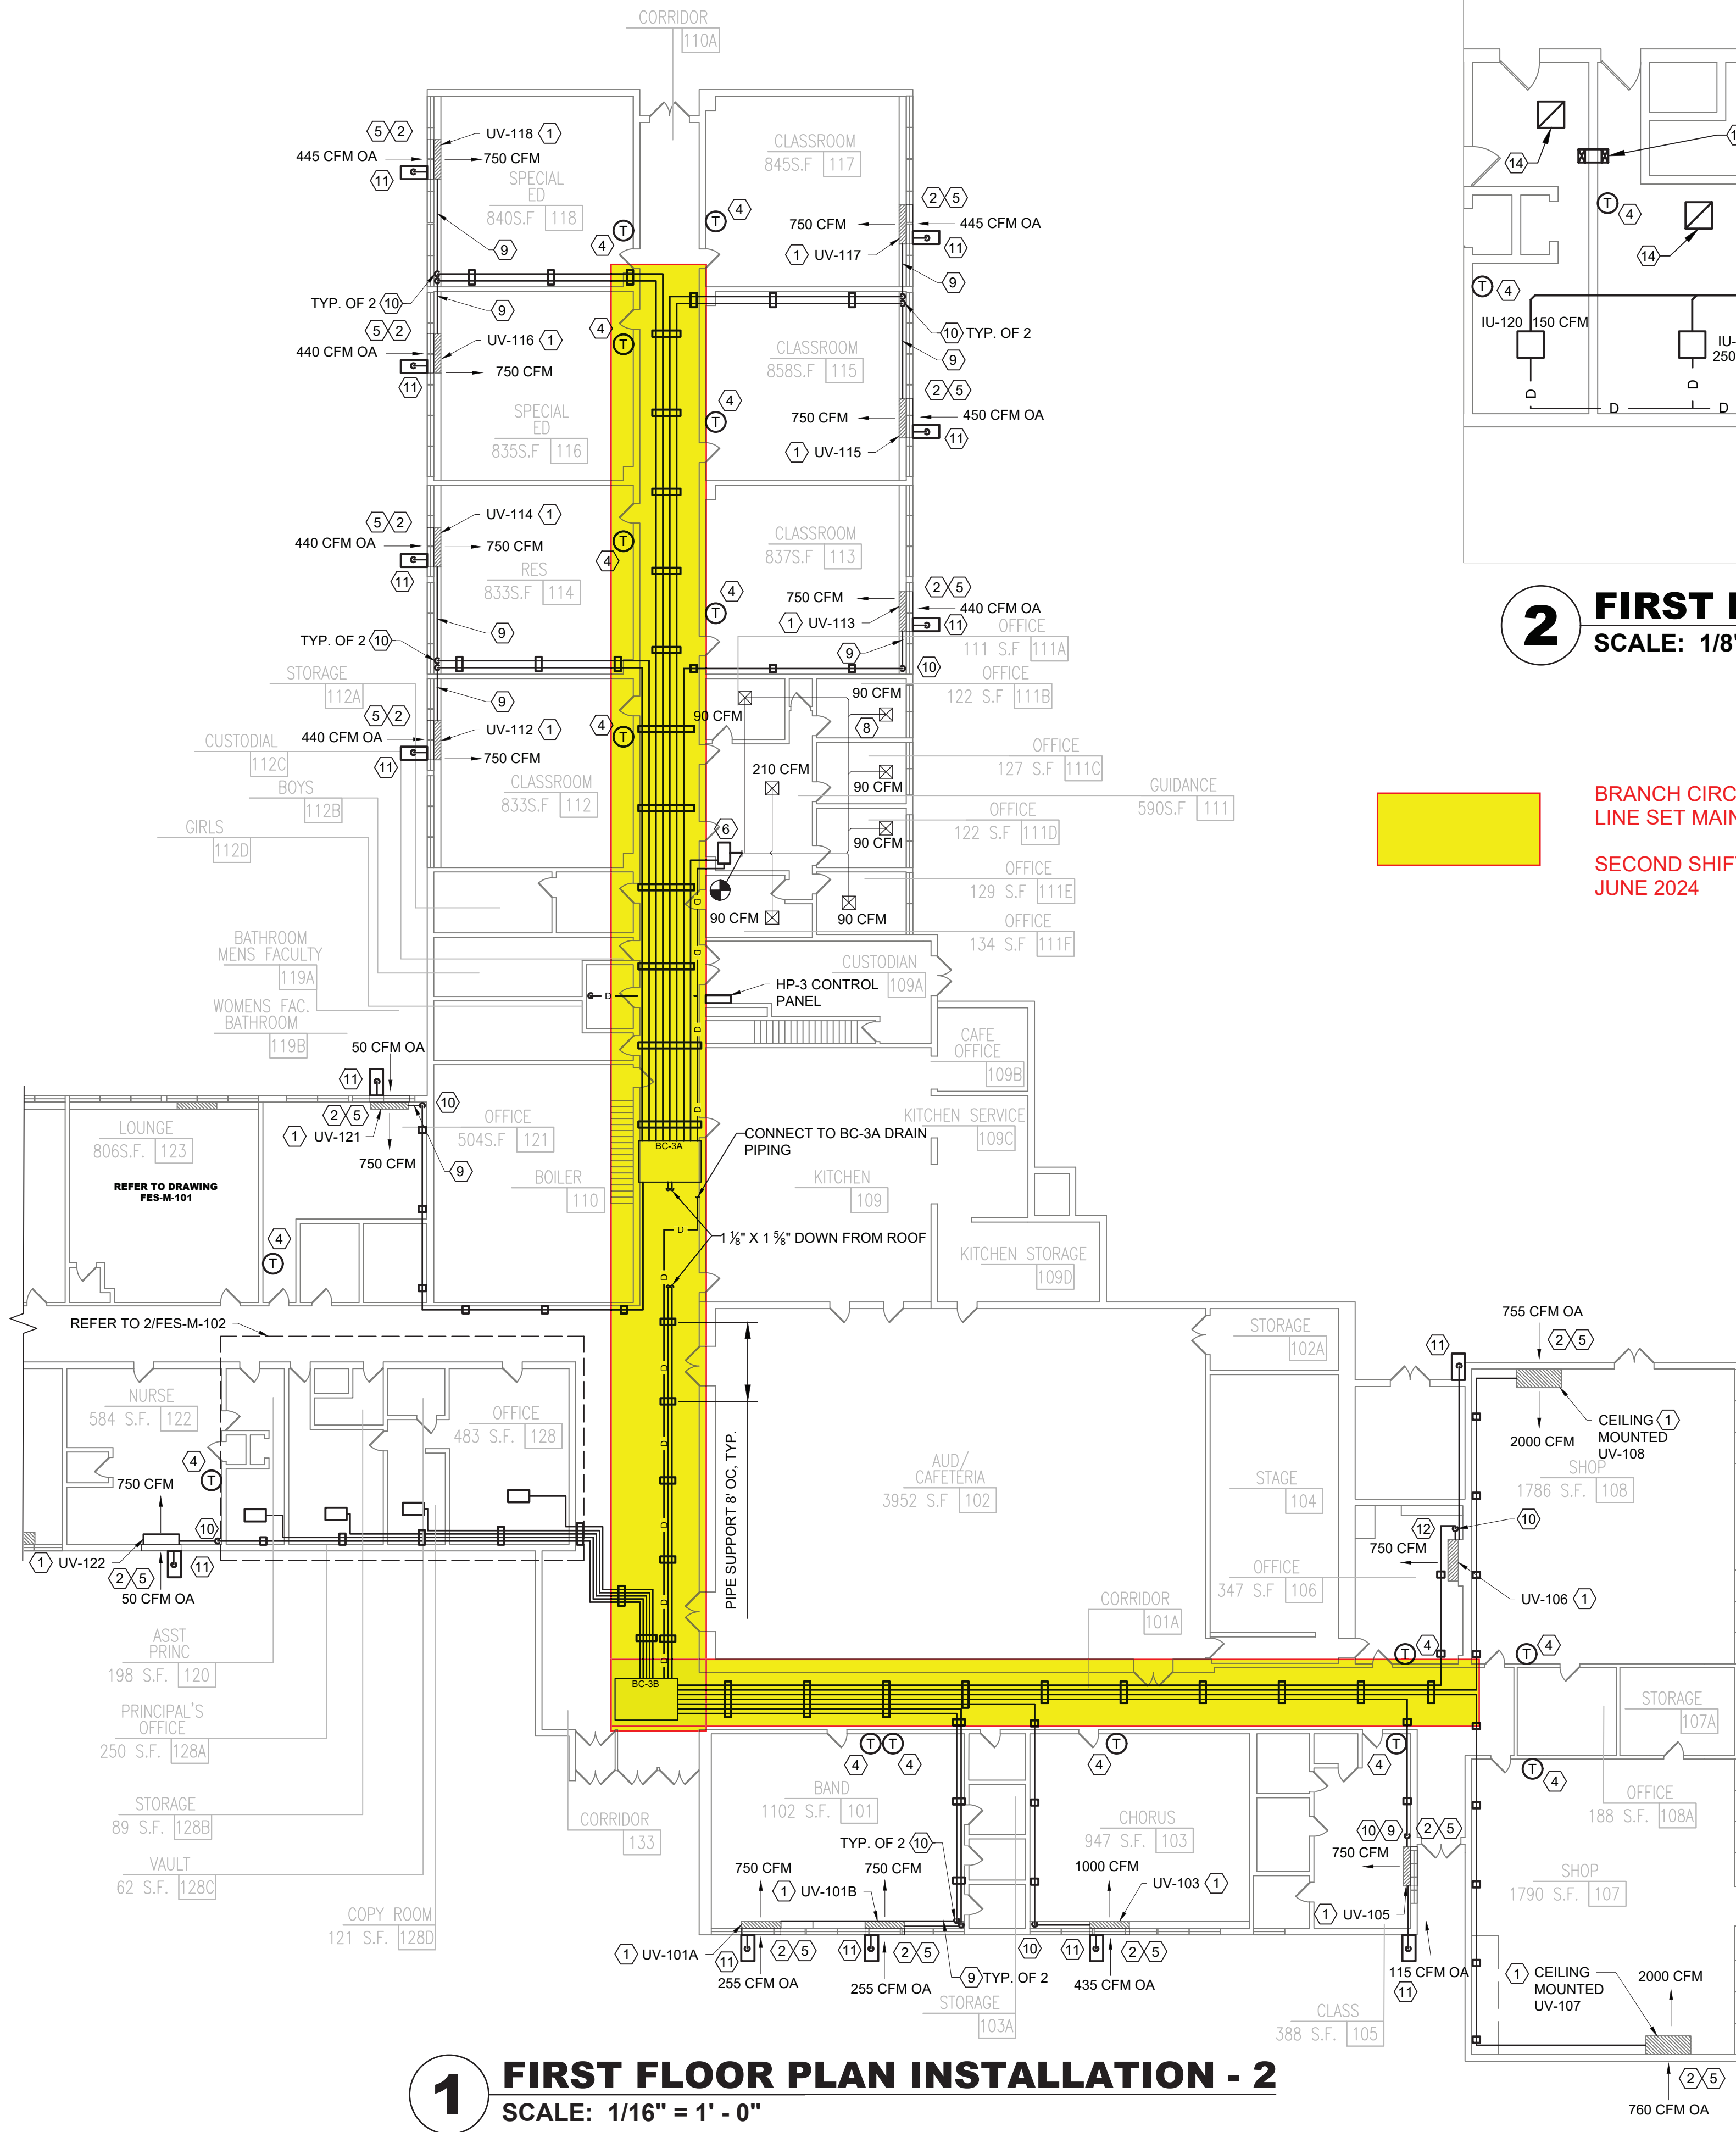 CORRIDOR
110A
5 2
UV-118 1
445 CFM OA
750 CFM
11
SPECIAL
ED
840S.F 118
T
4
9
CLASSROOM
845S.F 117
4
T
2 5
750 CFM
445 CFM OA
1 UV-117
11
9
TYP. OF 2 10
9
5 2
4
T
UV-116 1
440 CFM OA
750 CFM
11
SPECIAL
ED
835S.F 116
10 TYP. OF 2
9
CLASSROOM
858S.F 115
4
T
2 5
750 CFM
450 CFM OA
1 UV-115
11
UV-114 1
5 2
440 CFM OA
750 CFM
11
T
4
RES
833S.F 114
9
CLASSROOM
837S.F 113
4
T
2 5
750 CFM
440 CFM OA
1 UV-113
11
9
10
TYP. OF 2 10
9
OFFICE
111 S.F 111A
OFFICE
122 S.F 111B
STORAGE
112A
5 2
UV-112 1
440 CFM OA
750 CFM
11
4
T
CLASSROOM
833S.F 112
CUSTODIAL
112C
BOYS
112B
GIRLS
112D
90 CFM
90 CFM
8
210 CFM
90 CFM
90 CFM
6
90 CFM
90 CFM
OFFICE
127 S.F 111C
GUIDANCE
590S.F 111
OFFICE
122 S.F 111D
OFFICE
129 S.F 111E
OFFICE
134 S.F 111F
BATHROOM
MENS FACULTY
119A
WOMENS FAC.
BATHROOM
119B
CUSTODIAN
109A
HP-3 CONTROL
PANEL
D
D
D
D
D
CAFE
OFFICE
109B
KITCHEN SERVICE
109C
KITCHEN
109
KITCHEN STORAGE
109D
50 CFM OA
11
10
2 5
1 UV-121
750 CFM
9
OFFICE
504S.F 121
BOILER
110
LOUNGE
806S.F. 123
REFER TO DRAWING
FES-M-101
4
T
BC-3A
CONNECT TO BC-3A DRAIN
PIPING
1 ⅛" X 1 ⅝" DOWN FROM ROOF
D
D
D
D
D
D
REFER TO 2/FES-M-102
NURSE
584 S.F. 122
4
T
750 CFM
10
1 UV-122
2 5
11
50 CFM OA
OFFICE
483 S.F. 128
PIPE SUPPORT 8' OC, TYP.
AUD/
CAFETERIA
3952 S.F 102
STORAGE
102A
STAGE
104
OFFICE
347 S.F 106
CORRIDOR
101A
11
755 CFM OA
2 5
CEILING 1
MOUNTED
UV-108
2000 CFM
SHOP
1786 S.F. 108
12
10
750 CFM
UV-106 1
T
4
T
4
ASST
PRINC
198 S.F. 120
PRINCIPAL'S
OFFICE
250 S.F. 128A
STORAGE
89 S.F. 128B
VAULT
62 S.F. 128C
COPY ROOM
121 S.F. 128D
BC-3B
CORRIDOR
133
T T
4 4
BAND
1102 S.F. 101
TYP. OF 2 10
750 CFM
750 CFM
1 UV-101B
1 UV-101A
11
2 5
255 CFM OA
11
2 5
255 CFM OA
9 TYP. OF 2
STORAGE
103A
T
4
CHORUS
947 S.F. 103
1000 CFM
UV-103 1
10
11
2 5
435 CFM OA
T
4
10 9
2 5
750 CFM
1 UV-105
115 CFM OA
11
CLASS
388 S.F. 105
STORAGE
107A
T
4
OFFICE
188 S.F. 108A
SHOP
1790 S.F. 107
1 CEILING
MOUNTED
UV-107
2000 CFM
2 5
760 CFM OA
14
T
4
14
T
4
IU-120 150 CFM
IU-
250
D
D
D
D
2
FIRST
SCALE: 1/8"
BRANCH CIRC
LINE SET MAIN
SECOND SHIF
JUNE 2024
1
FIRST FLOOR PLAN INSTALLATION - 2
SCALE: 1/16" = 1' - 0"